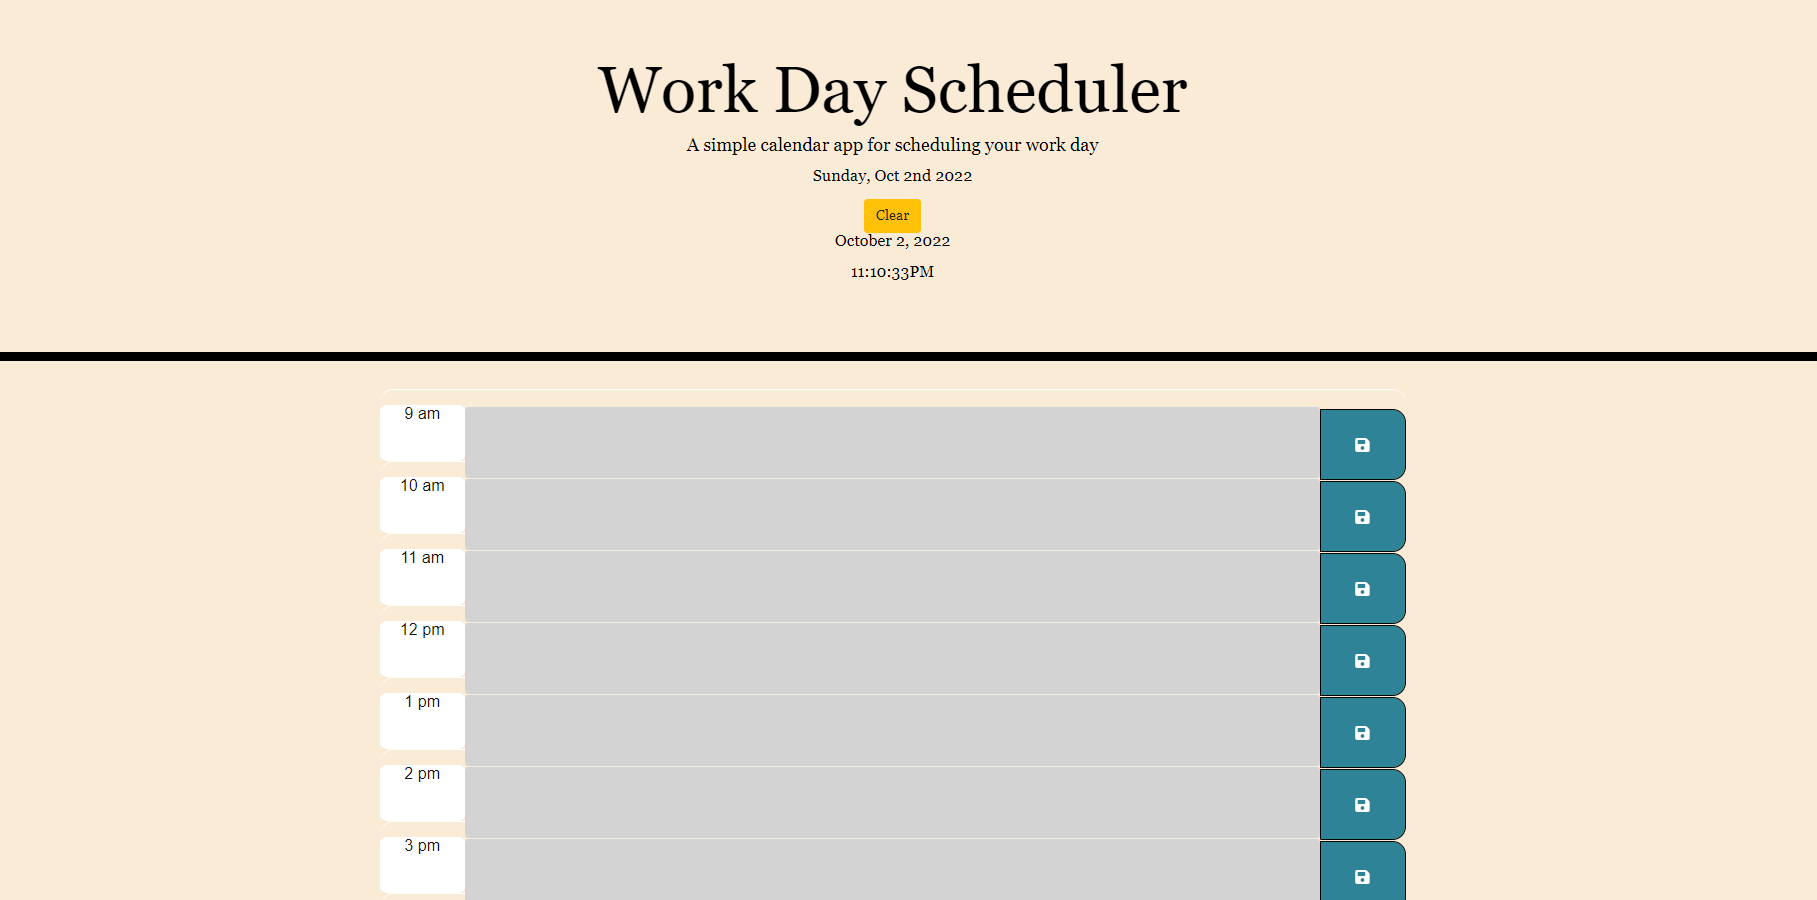 Work Day Scheduler
A simple calendar app for scheduling your work day
Sunday, Oct 2nd 2022
Clear
October 2, 2022
11:10:33PM
9 am
10 am
11 am
12 pm
1 pm
2 pm
3 pm